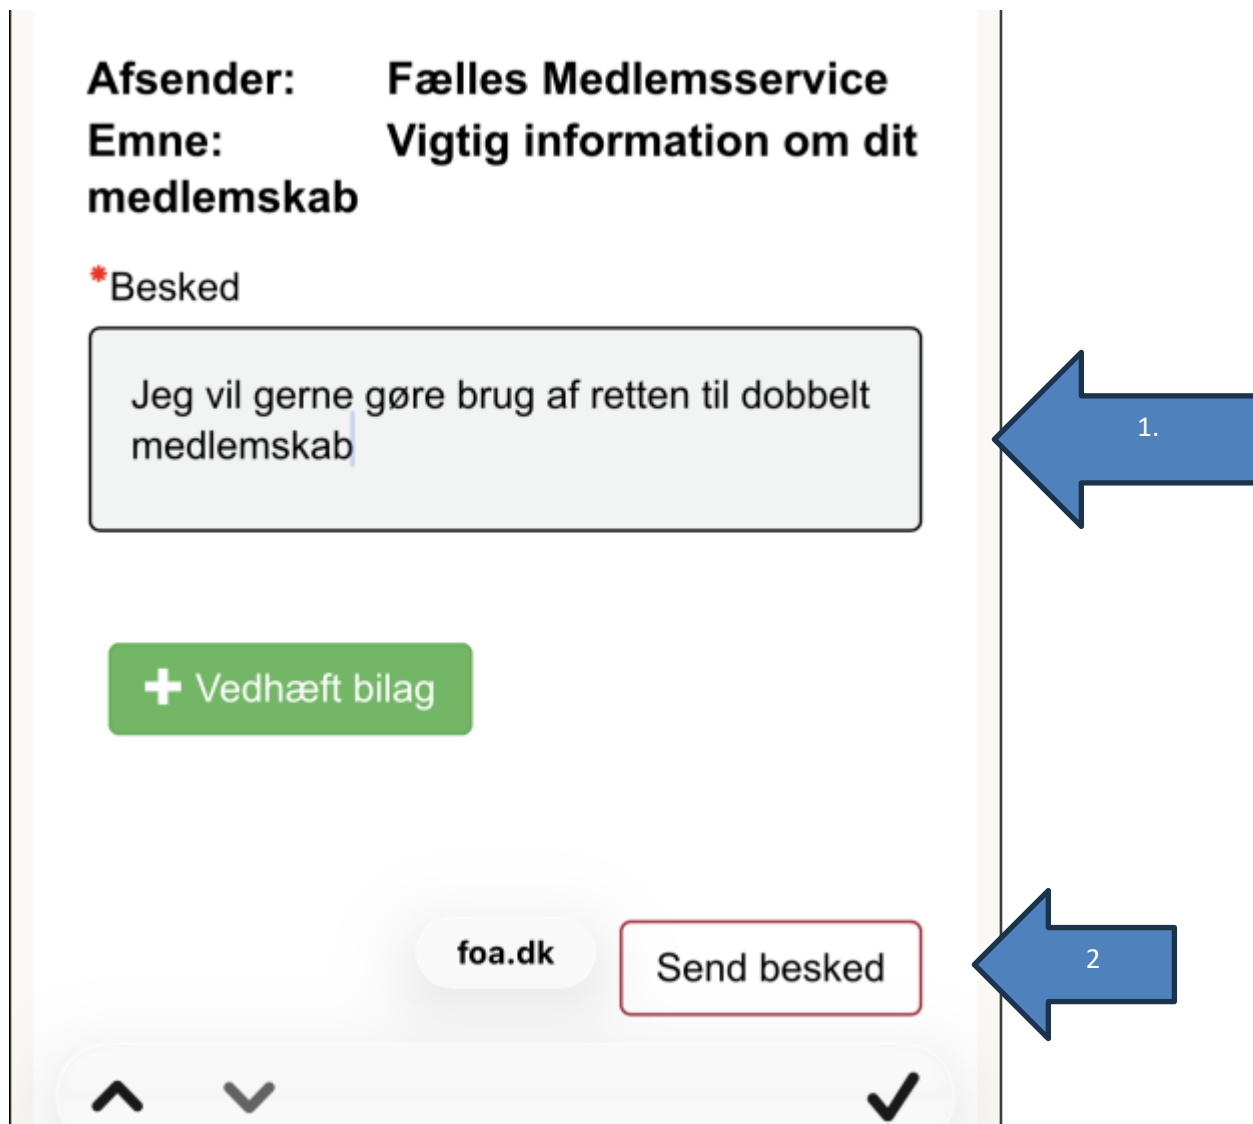 Afsender: Fælles Medlemsservice
Emne: Vigtig information om dit
medlemskab
*Besked
Jeg vil gerne gøre brug af retten til dobbelt
medlemskab
1.
Vedhæft bilag
foa.dk
Send besked
2